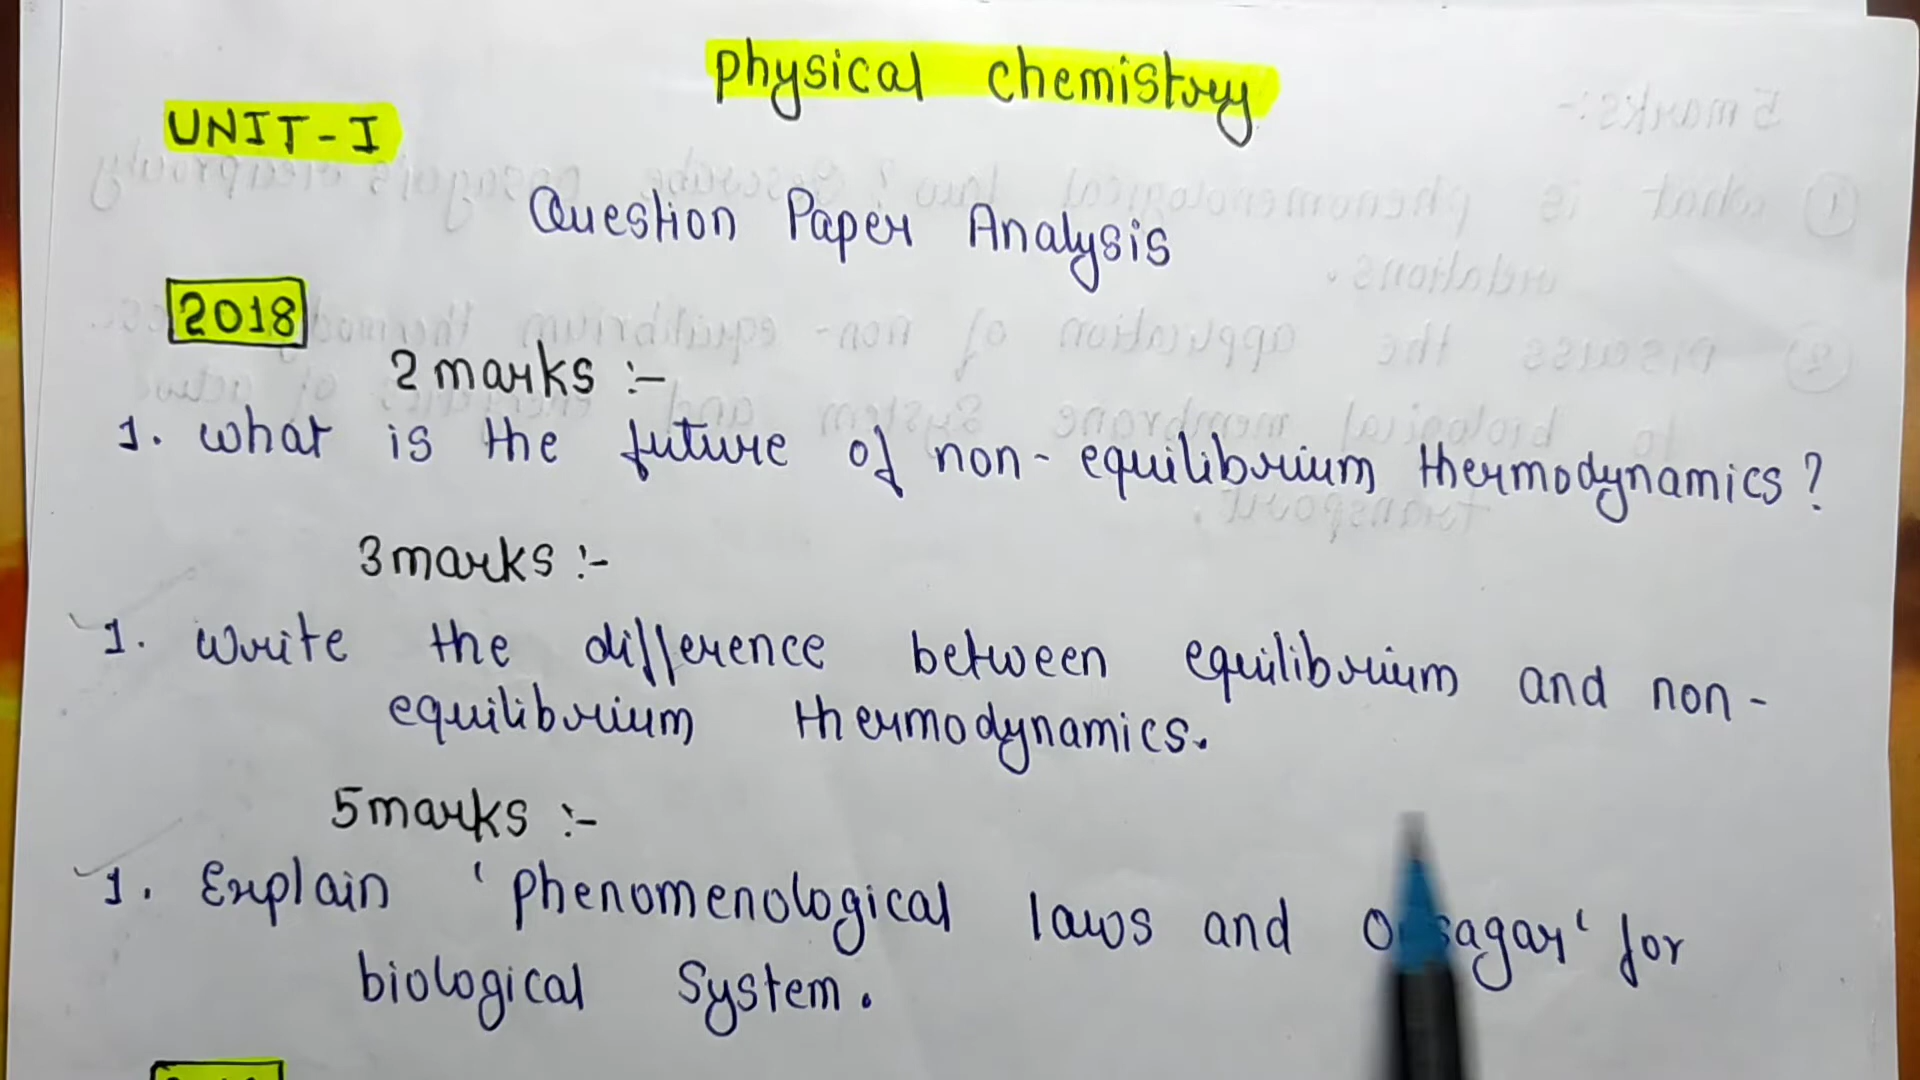 Physical chemistry
UNIT-I
Question Paper Analysis
2018
2 marks :-
1. what is the future of non-equilibrium thermodynamics?
3 marks :-
1. write the difference between equilibrium and non-
equilibrium thermodynamics.
5 marks :-
1. Explain 'phenomenological laws and for
biological System.